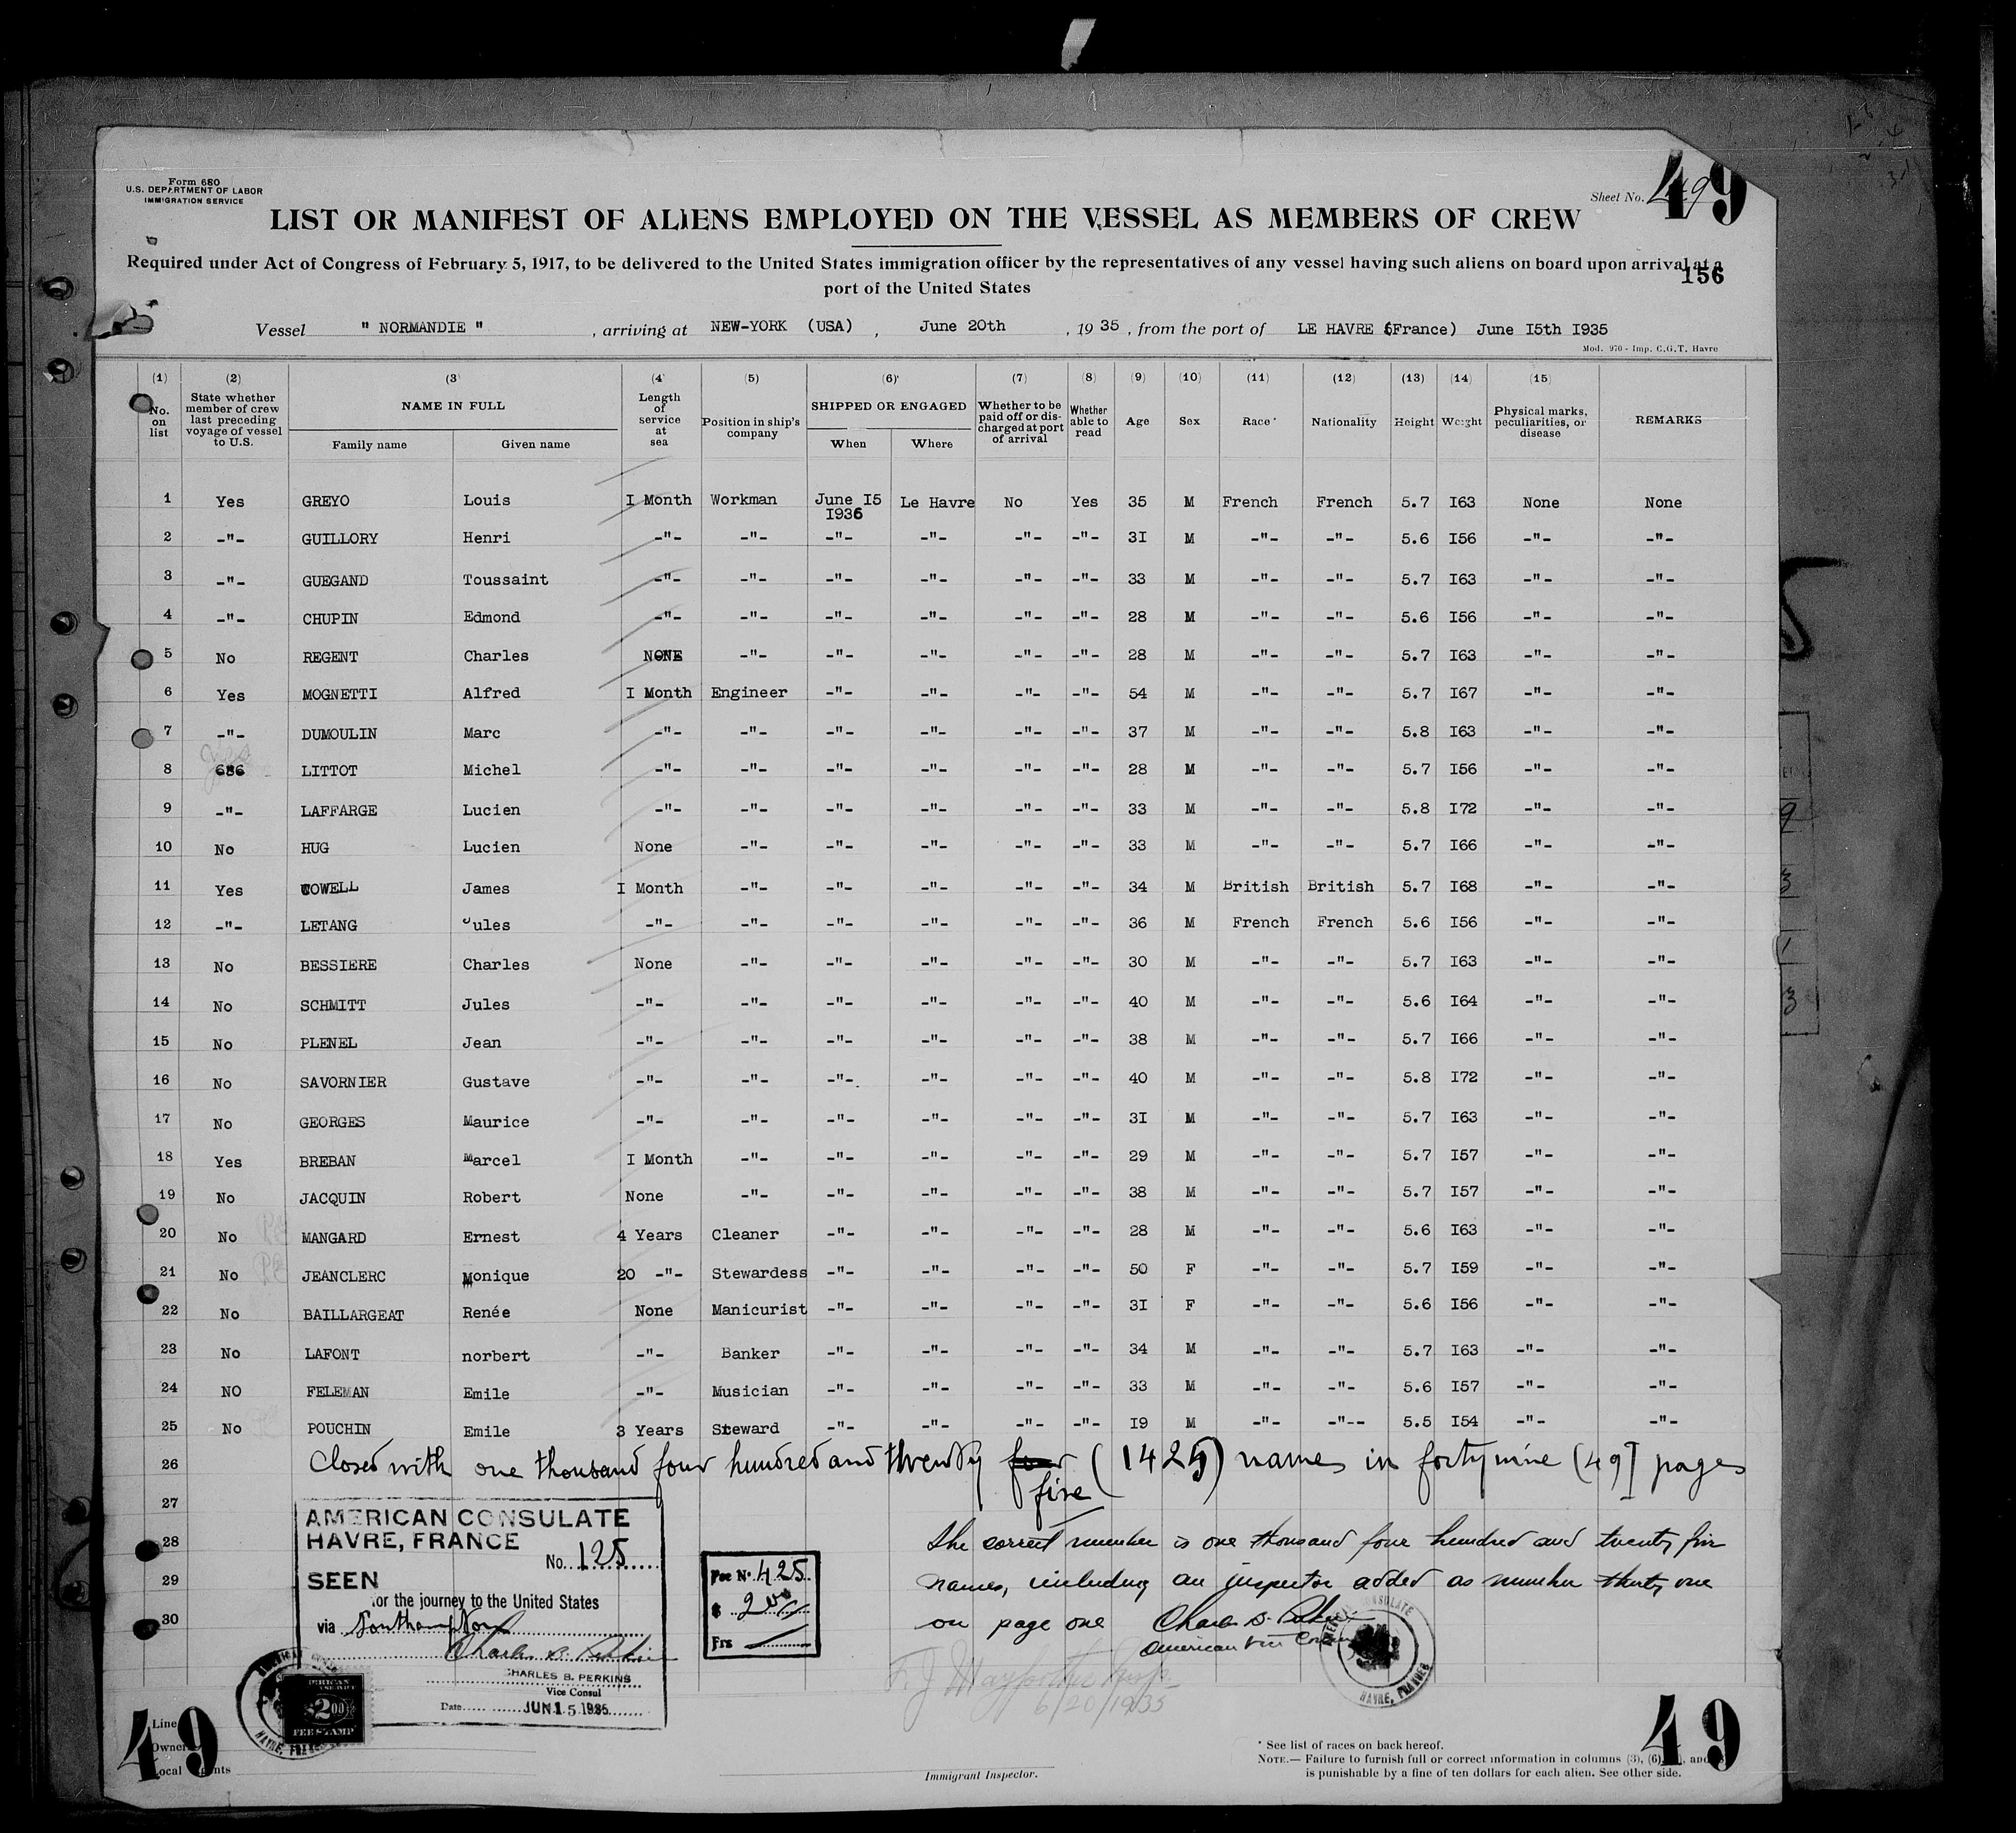 Form 680
U.S. DEPARTMENT OF LABOR
IMMIGRATION SERVICE
Sheet No. 49
49
LIST OR MANIFEST OF ALIENS EMPLOYED ON THE VESSEL AS MEMBERS OF CREW
Required under Act of Congress of February 5, 1917, to be delivered to the United States immigration officer by the representatives of any vessel having such aliens on board upon arrival at a
port of the United States
156
Vessel " NORMANDIE " , arriving at NEW-YORK (USA) , June 20th , 1935 , from the port of LE HAVRE (France) June I5th I935
Mod. 970 - Imp. C.G.T. Havre
(1) (2) (3) (4) (5) (6) (7) (8) (9) (10) (11) (12) (13) (14) (15)
No. on list State whether member of crew last preceding voyage of vessel to U.S. NAME IN FULL Family name Given name Length of service at sea Position in ship's company SHIPPED OR ENGAGED When Where Whether to be paid off or discharged at port of arrival Whether able to read Age Sex Race* Nationality Height Weight Physical marks, peculiarities, or disease REMARKS
1 Yes GREYO Louis I Month Workman June I5 I936 Le Havre No Yes 35 M French French 5.7 I63 None None
2 -"- GUILLORY Henri -"- -"- -"- -"- -"- -"- 3I M -"- -"- 5.6 I56 -"- -"-
3 -"- GUEGAND Toussaint -"- -"- -"- -"- -"- -"- 33 M -"- -"- 5.7 I63 -"- -"-
4 -"- CHUPIN Edmond -"- -"- -"- -"- -"- -"- 28 M -"- -"- 5.6 I56 -"- -"-
5 No REGENT Charles NONE -"- -"- -"- -"- -"- 28 M -"- -"- 5.7 I63 -"- -"-
6 Yes MOGNETTI Alfred I Month Engineer -"- -"- -"- -"- 54 M -"- -"- 5.7 I67 -"- -"-
7 -"- DUMOULIN Marc -"- -"- -"- -"- -"- -"- 37 M -"- -"- 5.8 I63 -"- -"-
8 Yes LITTOT Michel -"- -"- -"- -"- -"- -"- 28 M -"- -"- 5.7 I56 -"- -"-
9 -"- LAFFARGE Lucien -"- -"- -"- -"- -"- -"- 33 M -"- -"- 5.8 I72 -"- -"-
10 No HUG Lucien None -"- -"- -"- -"- -"- 33 M -"- -"- 5.7 I66 -"- -"-
11 Yes COWELL James I Month -"- -"- -"- -"- -"- 34 M British British 5.7 I68 -"- -"-
12 -"- LETANG Jules -"- -"- -"- -"- -"- -"- 36 M French French 5.6 I56 -"- -"-
13 No BESSIERE Charles None -"- -"- -"- -"- -"- 30 M -"- -"- 5.7 I63 -"- -"-
14 No SCHMITT Jules -"- -"- -"- -"- -"- -"- 40 M -"- -"- 5.6 I64 -"- -"-
15 No PLENEL Jean -"- -"- -"- -"- -"- -"- 38 M -"- -"- 5.7 I66 -"- -"-
16 No SAVORNIER Gustave -"- -"- -"- -"- -"- -"- 40 M -"- -"- 5.8 I72 -"- -"-
17 No GEORGES Maurice -"- -"- -"- -"- -"- -"- 3I M -"- -"- 5.7 I63 -"- -"-
18 Yes BREBAN Marcel I Month -"- -"- -"- -"- -"- 29 M -"- -"- 5.7 I57 -"- -"-
19 No JACQUIN Robert None -"- -"- -"- -"- -"- 38 M -"- -"- 5.7 I57 -"- -"-
20 No MANGARD Ernest 4 Years Cleaner -"- -"- -"- -"- 28 M -"- -"- 5.6 I63 -"- -"-
21 No JEANCLERC Monique 20 -"- Stewardess -"- -"- -"- -"- 50 F -"- -"- 5.7 I59 -"- -"-
22 No BAILLARGEAT Renée None Manicurist -"- -"- -"- -"- 3I F -"- -"- 5.6 I56 -"- -"-
23 No LAFONT norbert -"- Banker -"- -"- -"- -"- 34 M -"- -"- 5.7 I63 -"- -"-
24 NO FELEMAN Emile -"- Musician -"- -"- -"- -"- 33 M -"- -"- 5.6 I57 -"- -"-
25 No POUCHIN Emile 3 Years Steward -"- -"- -"- -"- I9 M -"- -"-- 5.5 I54 -"- -"-
26 Closed with one thousand four hundred and twenty four (1425) names in forty nine (49) pages
five
27
28
29
30
AMERICAN CONSULATE
HAVRE, FRANCE
No. 125
SEEN
for the journey to the United States
via Southampton
Charles B. Perkins
CHARLES B. PERKINS
Vice Consul
Date JUN 15 1935
Fee No. 425
$ 2 00
Frs
the correct number is one thousand four hundred and twenty five
names, including an inspector added as number thirty one
on page one Charles B. Perkins
American Vice Consul
6/20/1935
$2.00
FEE STAMP
HAVRE, FRANCE
49
Line
Owner
Local Agents
Immigrant Inspector.
* See list of races on back hereof.
NOTE.— Failure to furnish full or correct information in columns (3), (6), and
is punishable by a fine of ten dollars for each alien. See other side.
49